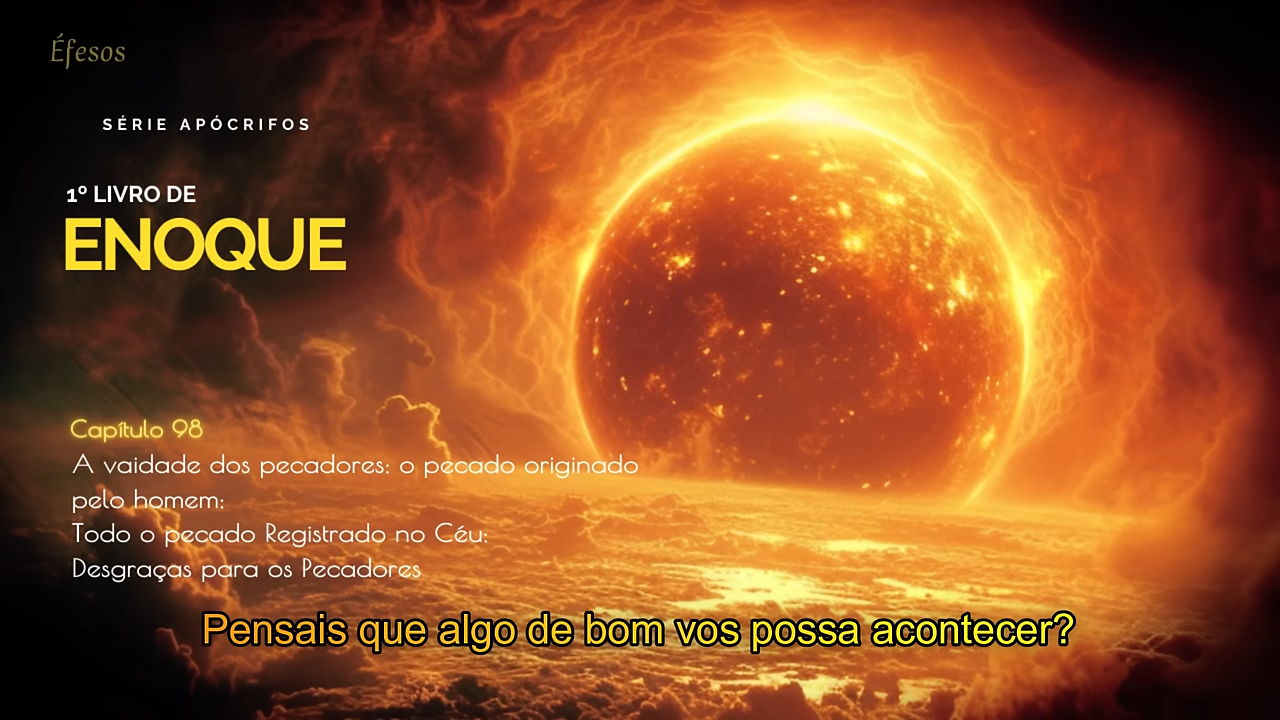 Éfesos
SÉRIE APÓCRIFOS
1º LIVRO DE
ENOQUE
Capítulo 98
A vaidade dos pecadores; o pecado originado
pelo homem:
Todo o pecado Registrado no Céu:
Desgraças para os Pecadores
Pensais que algo de bom vos possa acontecer?